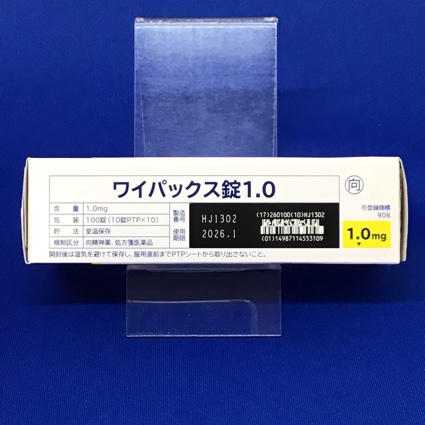 ワイパックス錠1.0
向
含 量 1.0mg
包 装 100錠(10錠PTP×10)
貯 法 室温保存
規制区分 向精神薬、処方箋医薬品
製造番号 HJ1302
使用期限 2026.1
(17)260100(10)HJ1302
(01)14987114553109
®登録商標
908
1.0mg
開封後は湿気を避けて保存し、服用直前までPTPシートから取り出さないこと。